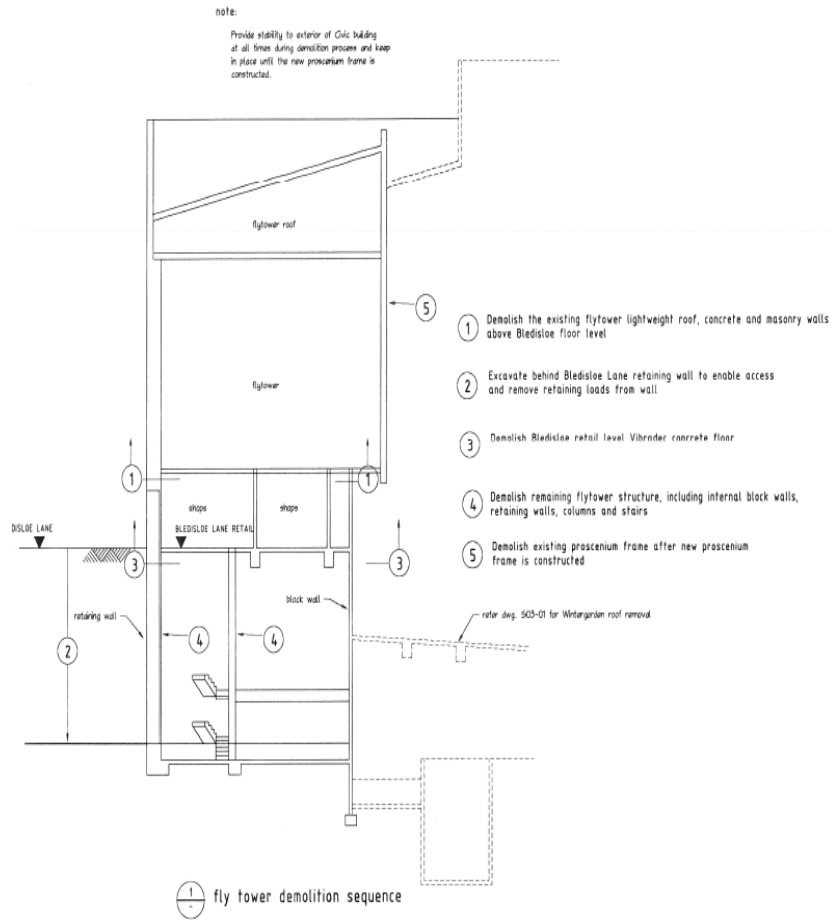 note:
Provide stability to exterior of Civic building
at all times during demolition process and keep
in place until the new proscenium frame is
constructed.
flytower roof
5
1 Demolish the existing flytower lightweight roof, concrete and masonry walls
above Bledisloe floor level
flytower
2 Excavate behind Bledisloe Lane retaining wall to enable access
and remove retaining loads from wall
3 Demolish Bledisloe retail level Vibradec concrete floor
1
1
shops
shops
4 Demolish remaining flytower structure, including internal block walls,
retaining walls, columns and stairs
DISLOE LANE
BLEDISLOE LANE RETAIL
5 Demolish existing proscenium frame after new proscenium
frame is constructed
3
3
block wall
retaining wall
refer dwg. S03-01 for Wintergarden roof removal
4
4
2
1
-
fly tower demolition sequence